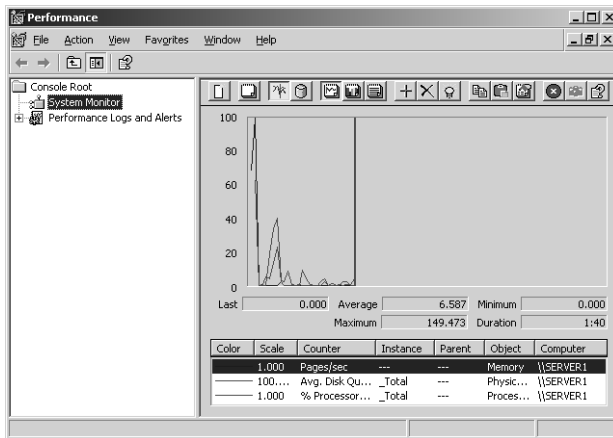 Performance
File Action View Favorites Window Help
Console Root
System Monitor
Performance Logs and Alerts
100
80
60
40
20
0
Last 0.000 Average 6.587 Minimum 0.000
Maximum 149.473 Duration 1:40
Color Scale Counter Instance Parent Object Computer
1.000 Pages/sec --- --- Memory \\SERVER1
100.... Avg. Disk Qu... _Total --- Physic... \\SERVER1
1.000 % Processor... _Total --- Proces... \\SERVER1